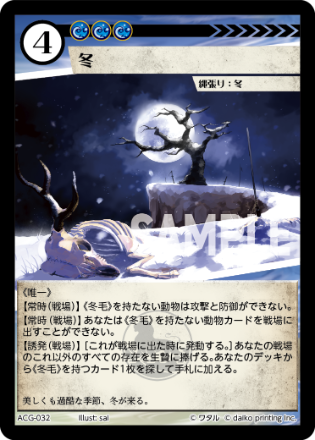 4
冬
縄張り:冬
SAMPLE
《唯一》
【常時(戦場)】《冬毛》を持たない動物は攻撃と防御ができない。
【常時(戦場)】あなたは《冬毛》を持たない動物カードを戦場に
出すことができない。
【誘発(戦場)】[これが戦場に出た時に発動する。]あなたの戦場
のこれ以外のすべての存在を生贄に捧げる。あなたのデッキか
ら《冬毛》を持つカード1枚を探して手札に加える。
美しくも過酷な季節、冬が来る。
ACG-032 Illust: sai © ワタル © daiko printing inc.